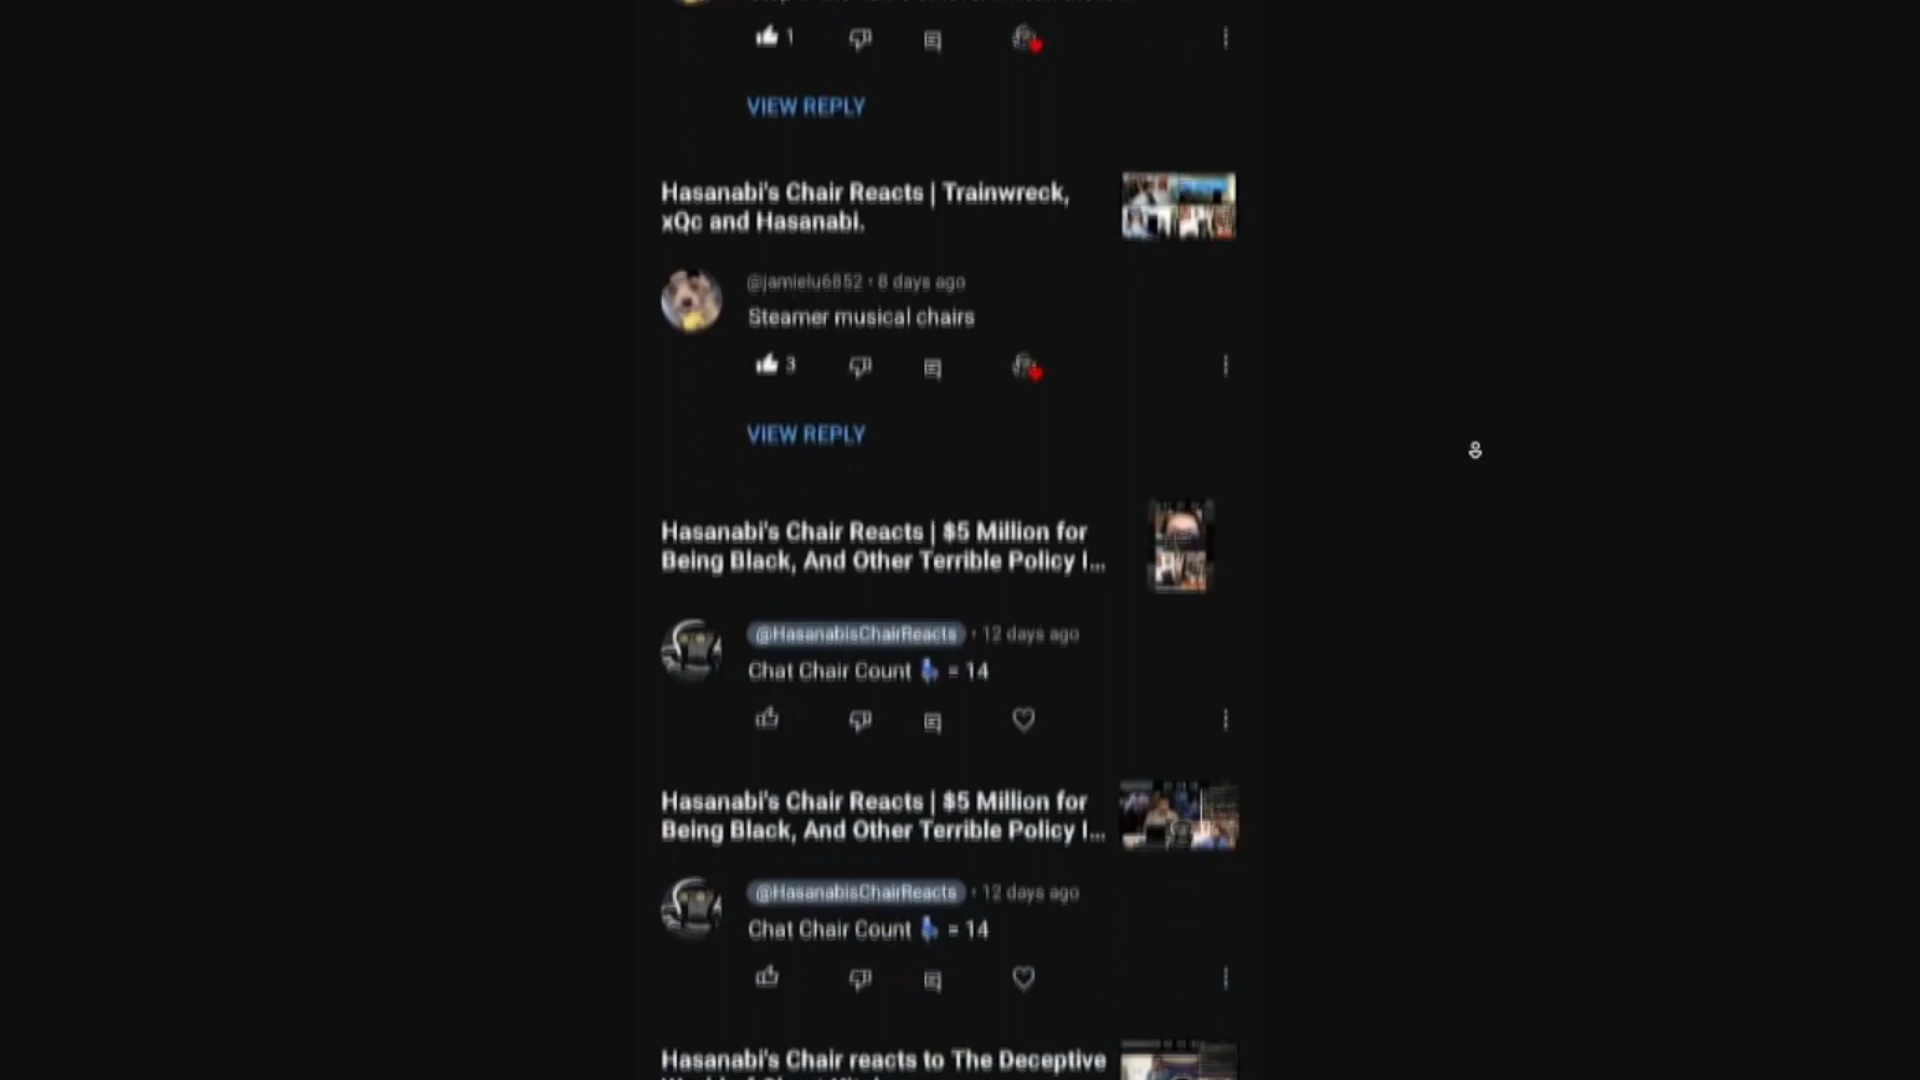 1
VIEW REPLY
Hasanabi's Chair Reacts | Trainwreck,
xQc and Hasanabi.
@jamielu6852 · 8 days ago
Steamer musical chairs
3
VIEW REPLY
Hasanabi's Chair Reacts | $5 Million for
Being Black, And Other Terrible Policy I...
@HasanabisChairReacts · 12 days ago
Chat Chair Count 💺 = 14
Hasanabi's Chair Reacts | $5 Million for
Being Black, And Other Terrible Policy I...
@HasanabisChairReacts · 12 days ago
Chat Chair Count 💺 = 14
Hasanabi's Chair reacts to The Deceptive